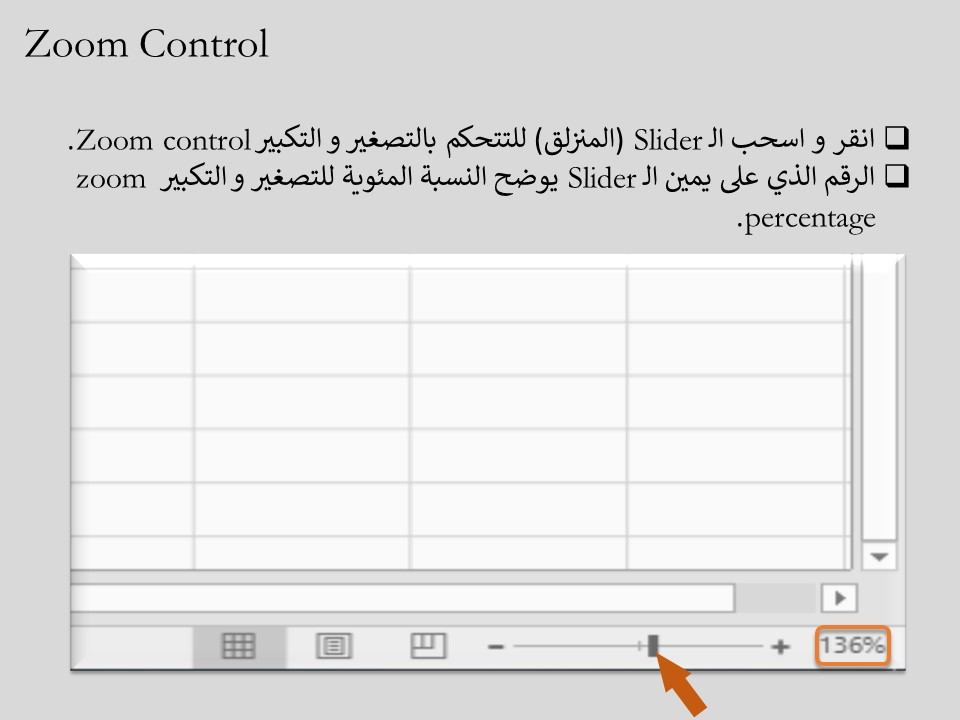 Zoom Control
❑ انقر و اسحب الـ Slider (المنزلق) للتتحكم بالتصغير و التكبير Zoom control.
❑ الرقم الذي على يمين الـ Slider يوضح النسبة المئوية للتصغير و التكبير zoom
percentage.
136%